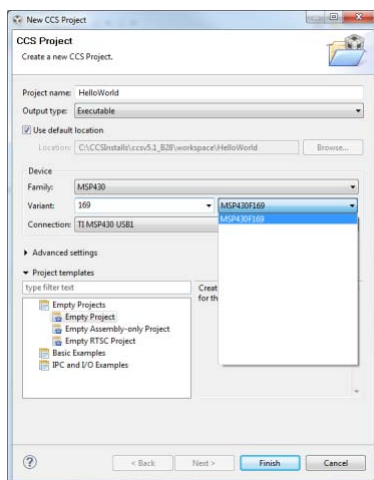 New CCS Project
CCS Project
Create a new CCS Project.
Project name: HelloWorld
Output type: Executable
Use default location
Location: C:\CCSInstalls\ccsv5.1_B2B\workspace\HelloWorld Browse...
Device
Family: MSP430
Variant: 169 MSP430F169
MSP430F169
Connection: TI MSP430 USB1
Advanced settings
Project templates
type filter text
Creat
for th
Empty Projects
Empty Project
Empty Assembly-only Project
Empty RTSC Project
Basic Examples
IPC and I/O Examples
? < Back Next > Finish Cancel